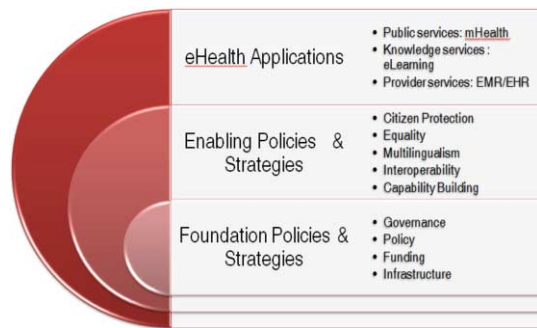 eHealth Applications
• Public services: mHealth
• Knowledge services :
eLearning
• Provider services: EMR/EHR
Enabling Policies &
Strategies
• Citizen Protection
• Equality
• Multilingualism
• Interoperability
• Capability Building
Foundation Policies &
Strategies
• Governance
• Policy
• Funding
• Infrastructure